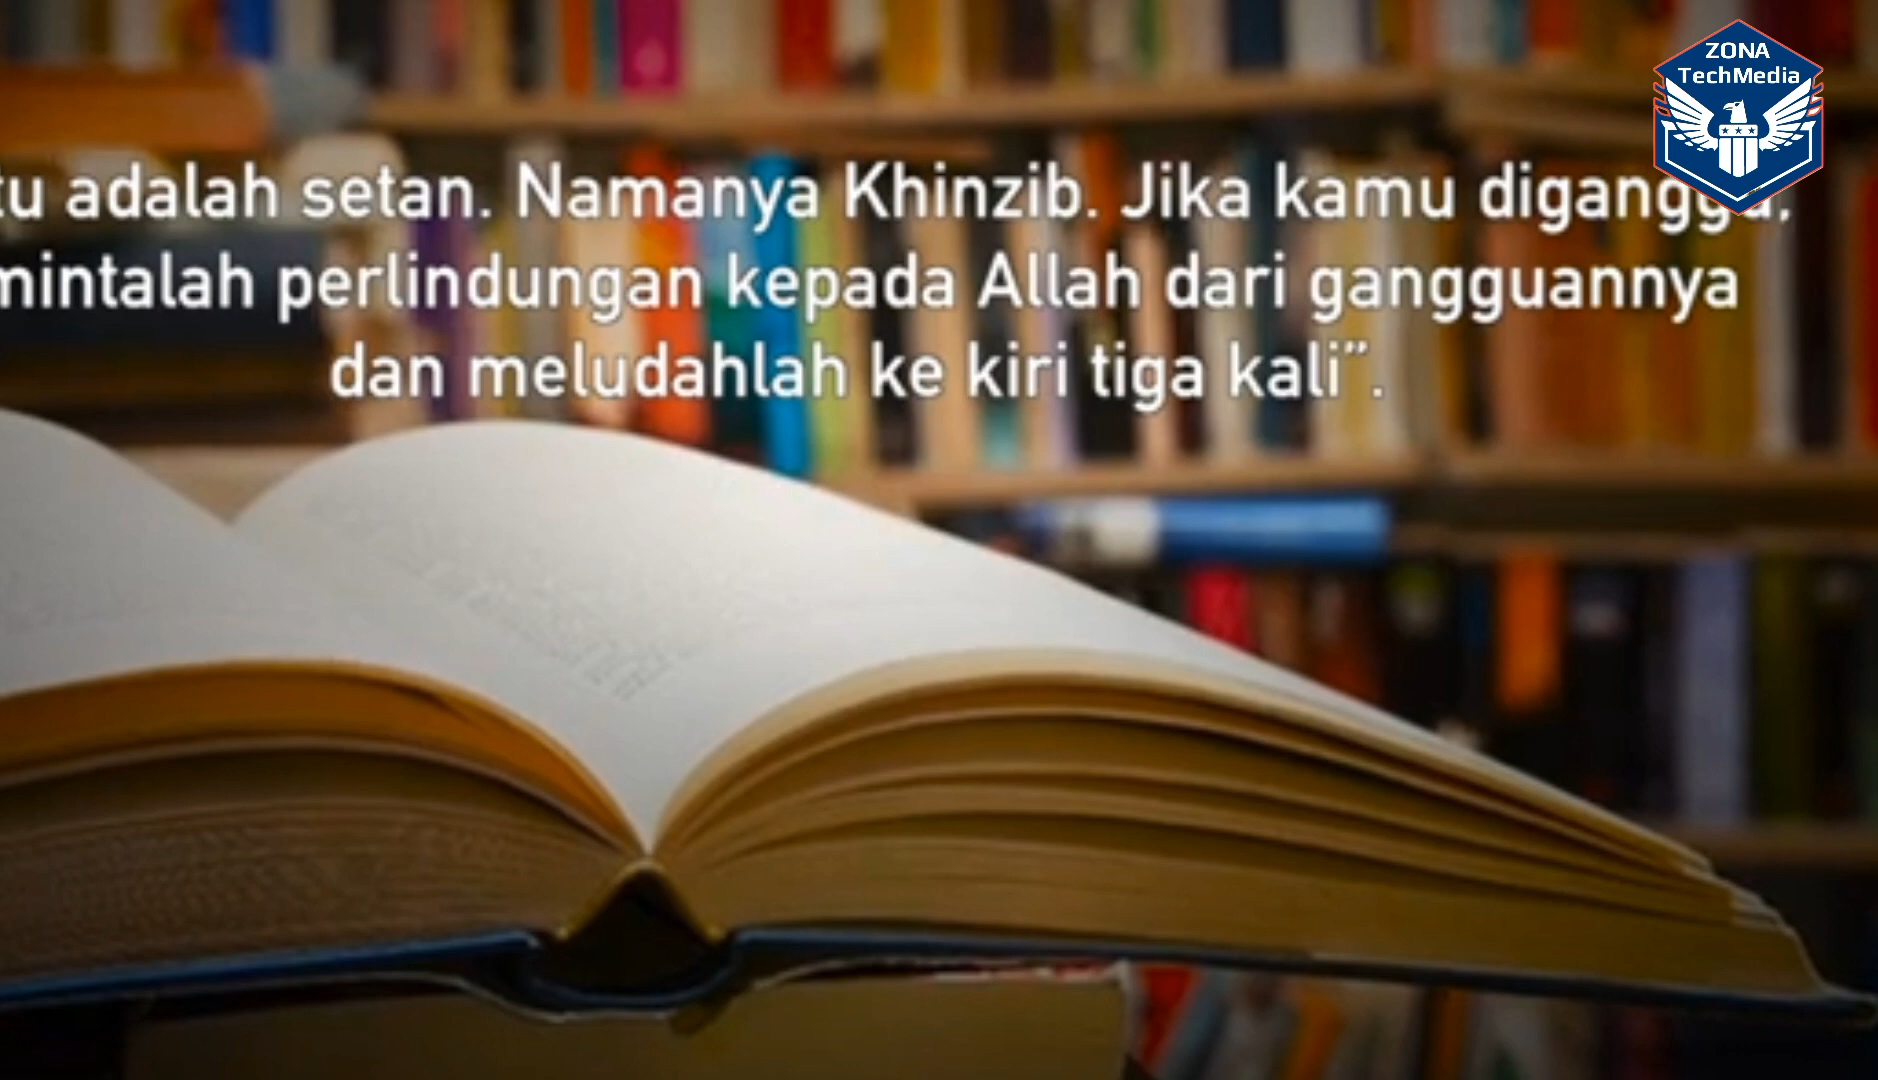 adalah setan. Namanya Khinzib. Jika kamu diganggu,
mintalah perlindungan kepada Allah dari gangguannya
dan meludahlah ke kiri tiga kali”.
ZONA
TechMedia